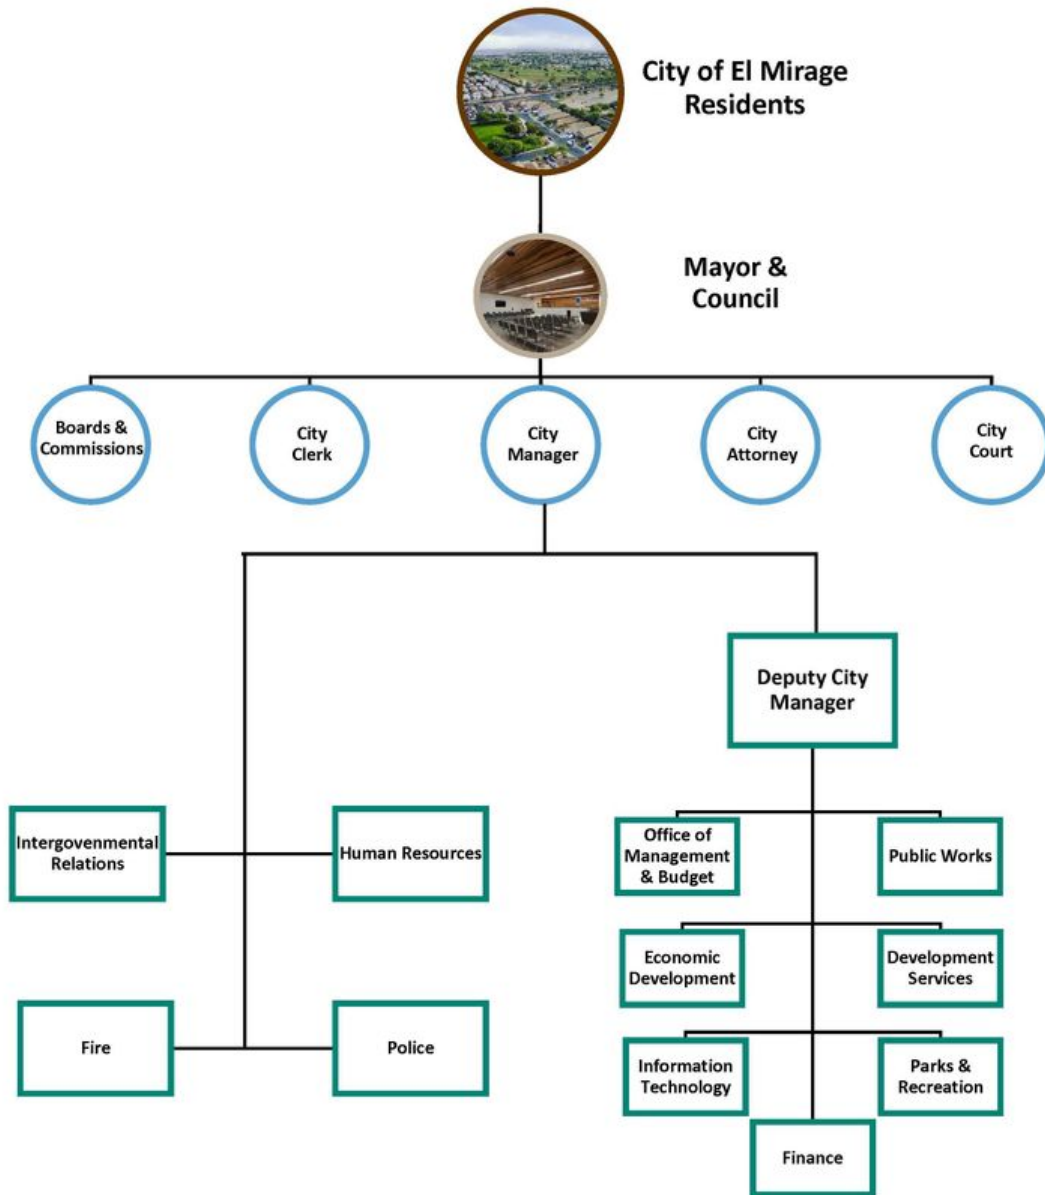 City of El Mirage
Residents
Mayor &
Council
Boards &
Commissions
City
Clerk
City
Manager
City
Attorney
City
Court
Deputy City
Manager
Intergovenmental
Relations
Human Resources
Office of
Management
& Budget
Public Works
Economic
Development
Development
Services
Fire
Police
Information
Technology
Parks &
Recreation
Finance